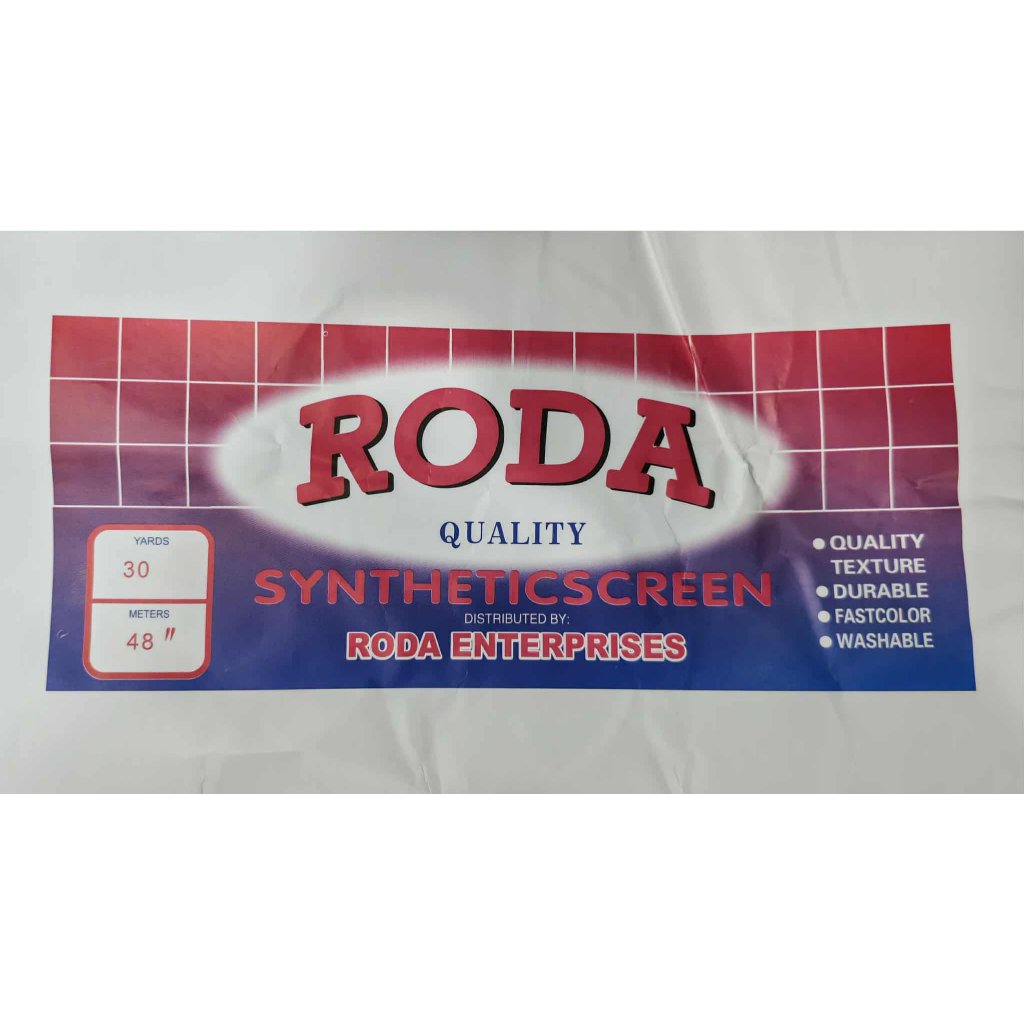 RODA
QUALITY
SYNTHETICSCREEN
DISTRIBUTED BY:
RODA ENTERPRISES
YARDS
30
METERS
48 "
● QUALITY
TEXTURE
● DURABLE
● FASTCOLOR
● WASHABLE